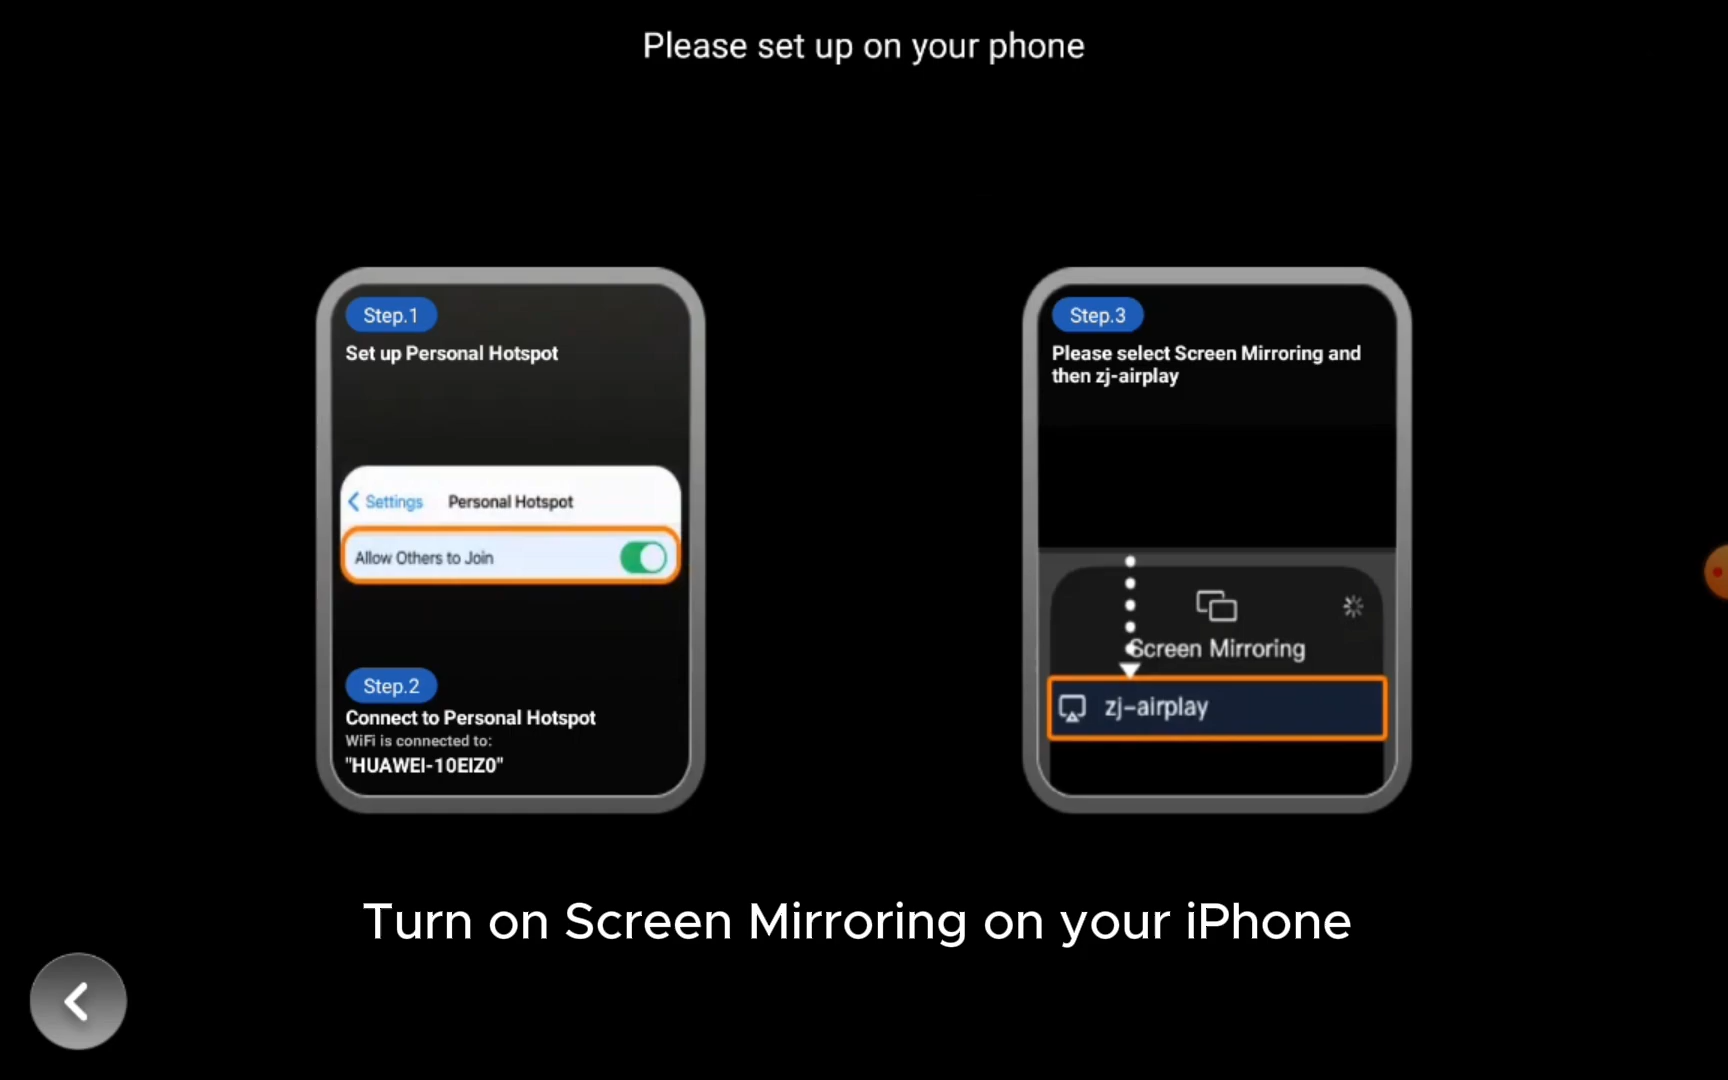 Please set up on your phone
Step.1
Set up Personal Hotspot
Settings Personal Hotspot
Allow Others to Join
Step.2
Connect to Personal Hotspot
WiFi is connected to:
"HUAWEI-10EIZ0"
Step.3
Please select Screen Mirroring and
then zj-airplay
Screen Mirroring
zj-airplay
Turn on Screen Mirroring on your iPhone